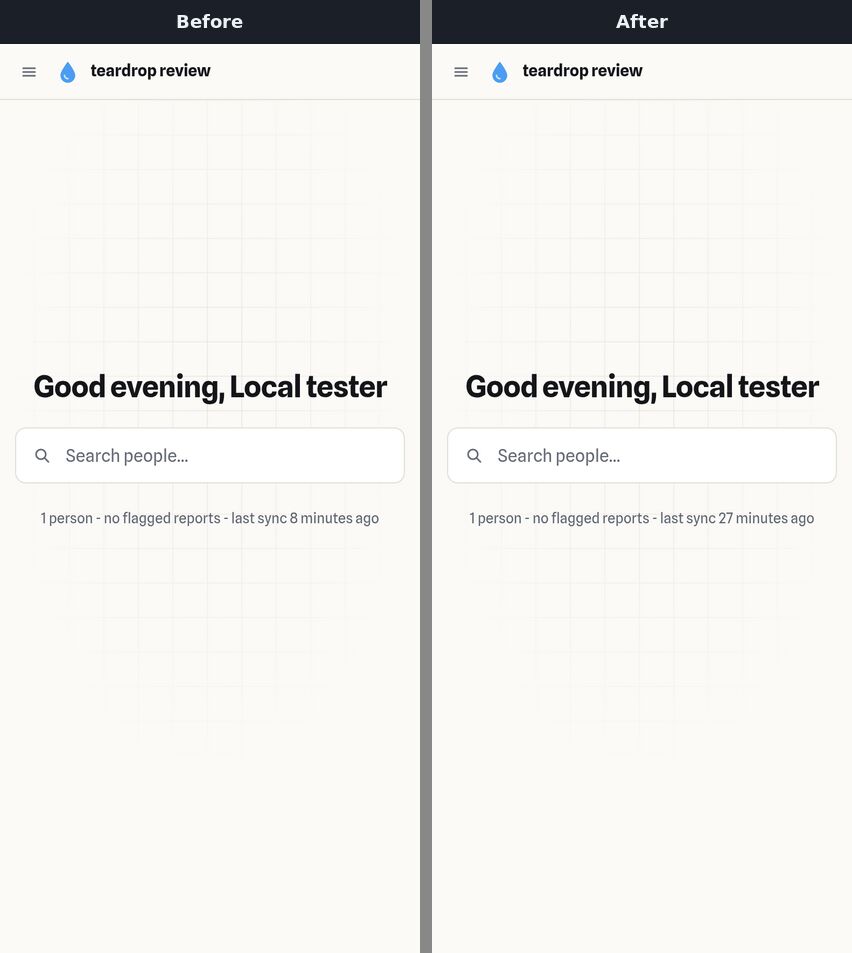 Before
After
teardrop review
Good evening, Local tester
Search people...
1 person - no flagged reports - last sync 8 minutes ago
teardrop review
Good evening, Local tester
Search people...
1 person - no flagged reports - last sync 27 minutes ago